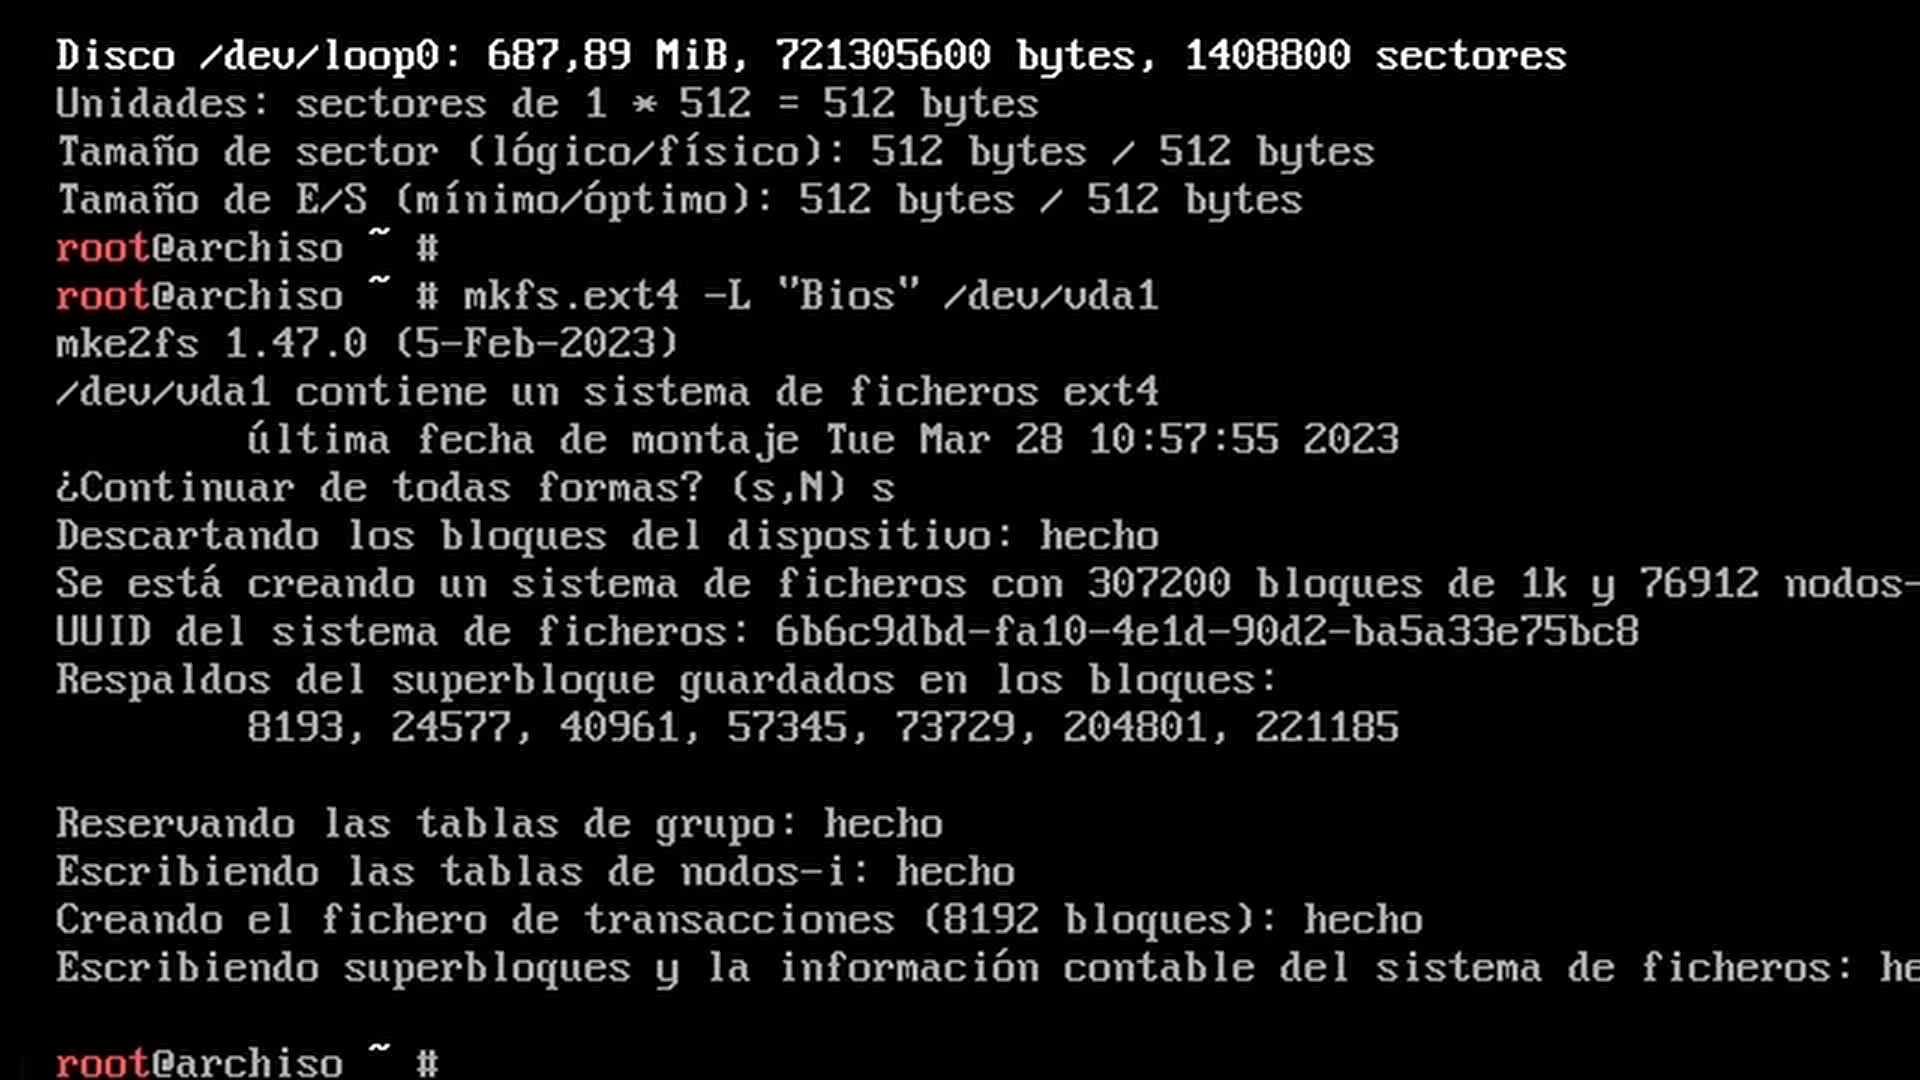 Disco /dev/loop0: 687,89 MiB, 721305600 bytes, 1408800 sectores
Unidades: sectores de 1 * 512 = 512 bytes
Tamaño de sector (lógico/físico): 512 bytes / 512 bytes
Tamaño de E/S (mínimo/óptimo): 512 bytes / 512 bytes
root@archiso ~ #
root@archiso ~ # mkfs.ext4 -L "Bios" /dev/vda1
mke2fs 1.47.0 (5-Feb-2023)
/dev/vda1 contiene un sistema de ficheros ext4
última fecha de montaje Tue Mar 28 10:57:55 2023
¿Continuar de todas formas? (s,N) s
Descartando los bloques del dispositivo: hecho
Se está creando un sistema de ficheros con 307200 bloques de 1k y 76912 nodos-
UUID del sistema de ficheros: 6b6c9dbd-fa10-4e1d-90d2-ba5a33e75bc8
Respaldos del superbloque guardados en los bloques:
8193, 24577, 40961, 57345, 73729, 204801, 221185
Reservando las tablas de grupo: hecho
Escribiendo las tablas de nodos-i: hecho
Creando el fichero de transacciones (8192 bloques): hecho
Escribiendo superbloques y la información contable del sistema de ficheros: he
root@archiso ~ #